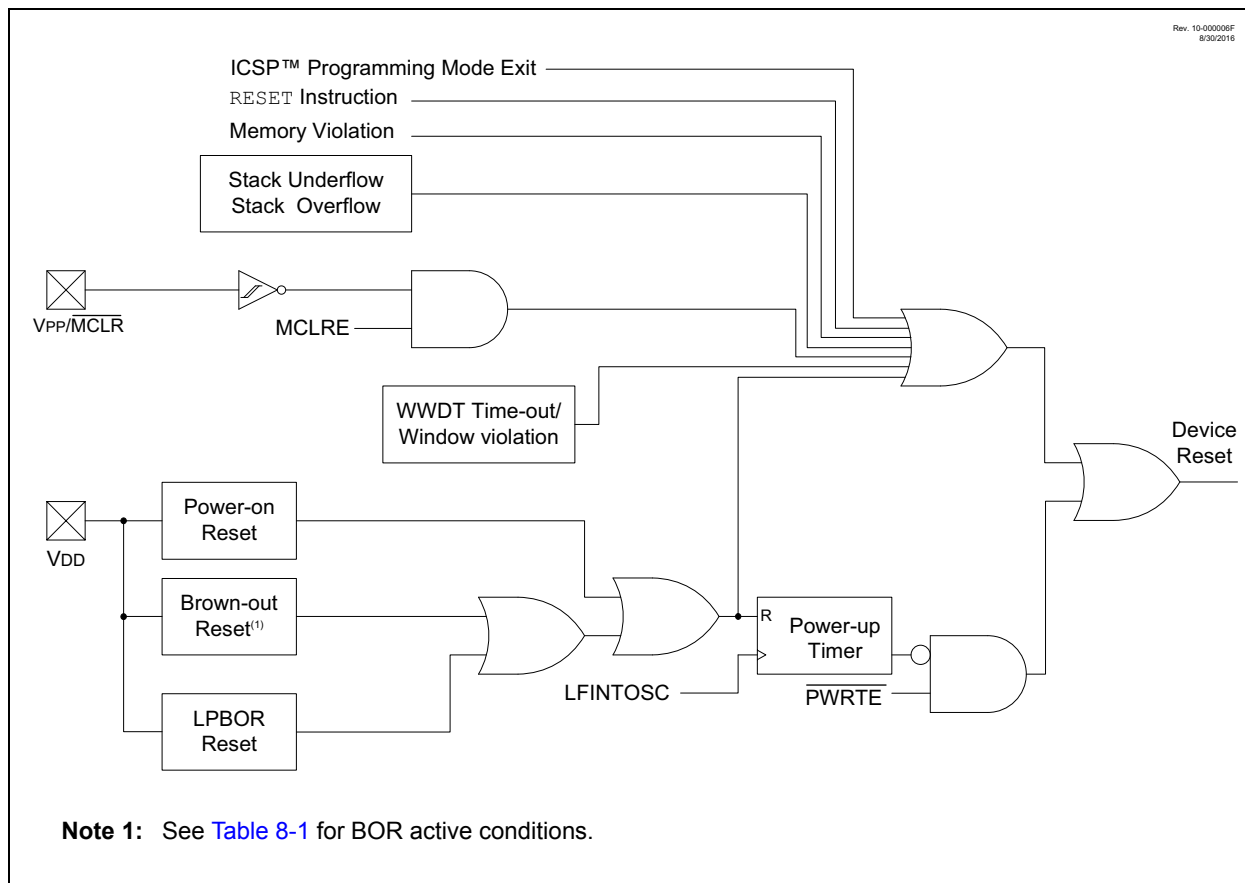 Rev. 10-000006F
8/30/2016
ICSP™ Programming Mode Exit
RESET Instruction
Memory Violation
Stack Underflow
Stack Overflow
VPP/MCLR
MCLRE
WWDT Time-out/
Window violation
Device
Reset
VDD
Power-on
Reset
Brown-out
Reset(1)
LPBOR
Reset
R
Power-up
Timer
LFINTOSC
PWRTE
Note 1: See Table 8-1 for BOR active conditions.